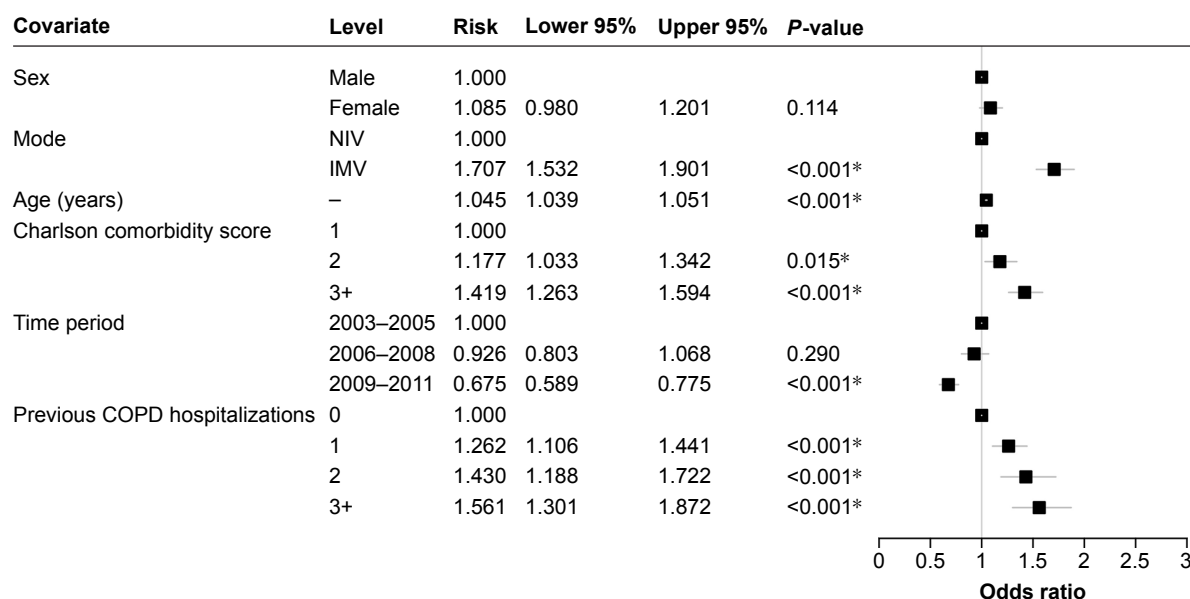 Covariate Level Risk Lower 95% Upper 95% P-value
Sex Male 1.000
Female 1.085 0.980 1.201 0.114
Mode NIV 1.000
IMV 1.707 1.532 1.901 <0.001*
Age (years) – 1.045 1.039 1.051 <0.001*
Charlson comorbidity score 1 1.000
2 1.177 1.033 1.342 0.015*
3+ 1.419 1.263 1.594 <0.001*
Time period 2003–2005 1.000
2006–2008 0.926 0.803 1.068 0.290
2009–2011 0.675 0.589 0.775 <0.001*
Previous COPD hospitalizations 0 1.000
1 1.262 1.106 1.441 <0.001*
2 1.430 1.188 1.722 <0.001*
3+ 1.561 1.301 1.872 <0.001*
0 0.5 1 1.5 2 2.5 3
Odds ratio